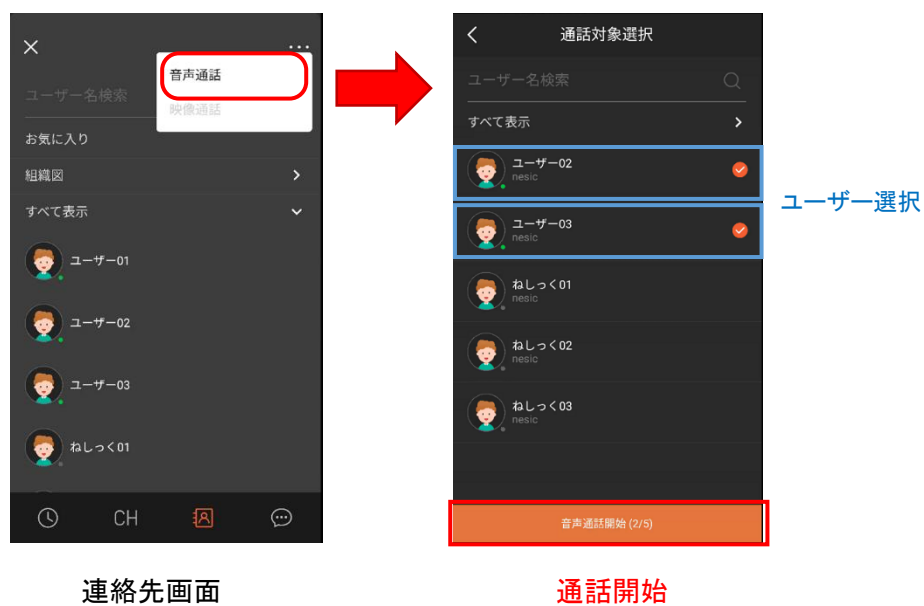 音声通話
ユーザー名検索
映像通話
お気に入り
組織図
すべて表示
ユーザー01
ユーザー02
ユーザー03
ねしっく01
CH
連絡先画面
通話対象選択
ユーザー名検索
すべて表示
ユーザー02
nesic
ユーザー03
nesic
ねしっく01
nesic
ねしっく02
nesic
ねしっく03
nesic
音声通話開始 (2/5)
通話開始
ユーザー選択